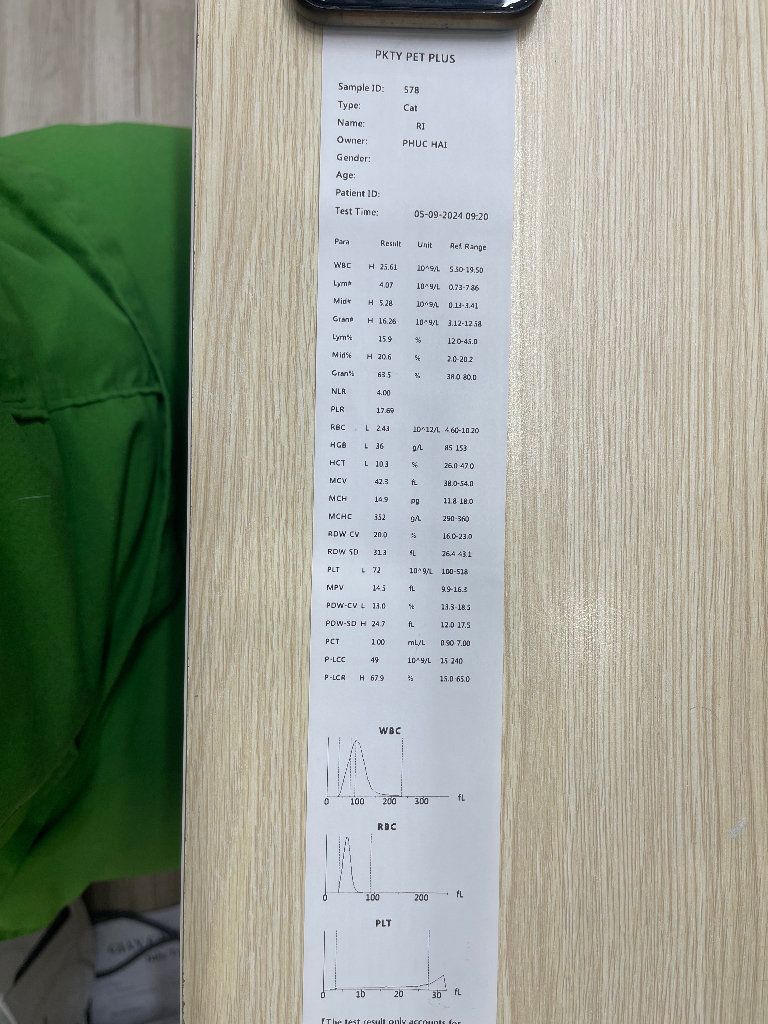 PKTY PET PLUS
Sample ID: 578
Type: Cat
Name: RI
Owner: PHUC HAI
Gender:
Age:
Patient ID:
Test Time: 05-09-2024 09:20
Para Result Unit Ref. Range
WBC H 25.61 10^9/L 5.50-19.50
Lym# 4.07 10^9/L 0.73-7.86
Mid# H 5.28 10^9/L 0.13-3.41
Gran# H 16.26 10^9/L 3.12-12.58
Lym% 15.9 % 12.0-45.0
Mid% H 20.6 % 2.0-20.2
Gran% 63.5 % 38.0-80.0
NLR 4.00
PLR 17.69
RBC L 2.43 10^12/L 4.60-10.20
HGB L 36 g/L 85-153
HCT L 10.3 % 26.0-47.0
MCV 42.3 fL 38.0-54.0
MCH 14.9 pg 11.8-18.0
MCHC 352 g/L 290-360
RDW-CV 20.0 % 16.0-23.0
RDW-SD 31.3 fL 26.4-43.1
PLT L 72 10^9/L 100-518
MPV 14.5 fL 9.9-16.3
PDW-CV L 13.0 % 13.3-18.5
PDW-SD H 24.7 fL 12.0-17.5
PCT 1.00 mL/L 0.90-7.00
P-LCC 49 10^9/L 15-240
P-LCR H 67.9 % 15.0-65.0
WBC
0 100 200 300 fL
RBC
0 100 200 fL
PLT
0 10 20 30 fL
The test result only accounts for